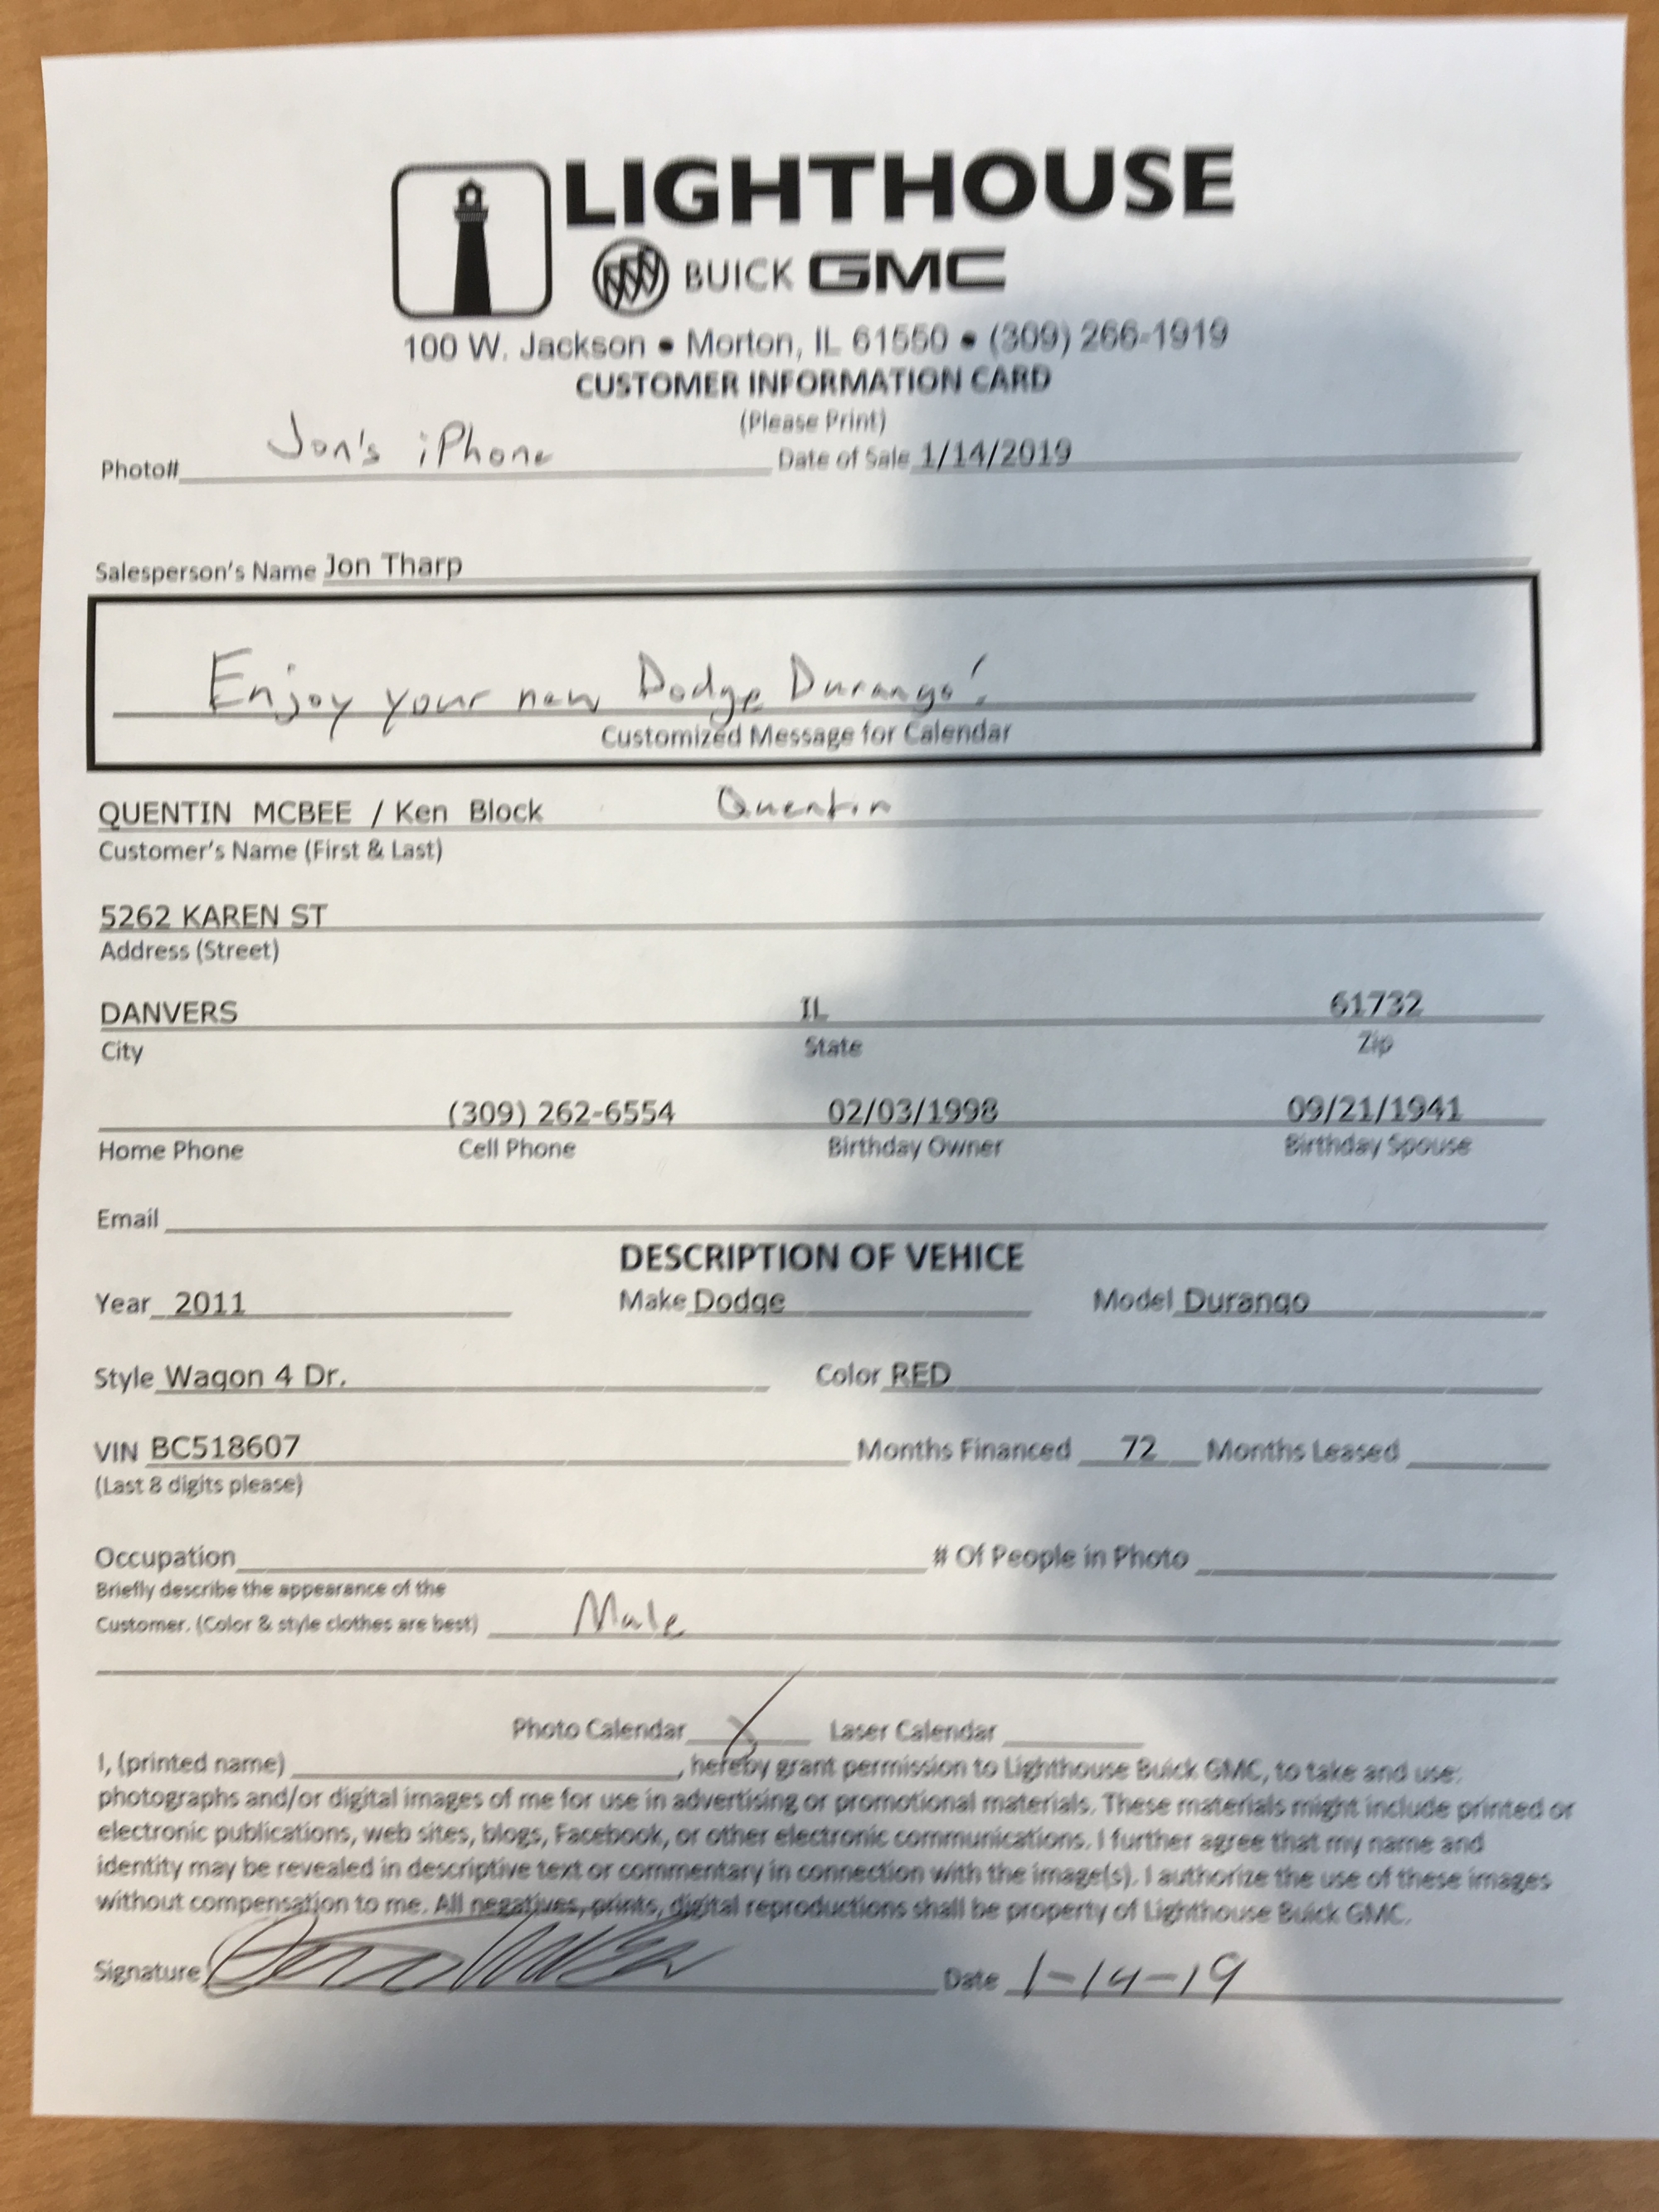 LIGHTHOUSE
BUICK GMC
100 W. Jackson • Morton, IL 61550 • (309) 266-1919
CUSTOMER INFORMATION CARD
(Please Print)
Photo# Jon's iPhone Date of Sale 1/14/2019
Salesperson's Name Jon Tharp
Enjoy your new Dodge Durango!
Customized Message for Calendar
QUENTIN MCBEE / Ken Block Quentin
Customer's Name (First & Last)
5262 KAREN ST
Address (Street)
DANVERS IL 61732
City State Zip
(309) 262-6554 02/03/1998 09/21/1941
Home Phone Cell Phone Birthday Owner Birthday Spouse
Email
DESCRIPTION OF VEHICE
Year 2011 Make Dodge Model Durango
Style Wagon 4 Dr. Color RED
VIN BC518607 Months Financed 72 Months Leased
(Last 8 digits please)
Occupation # Of People in Photo
Briefly describe the appearance of the
Customer. (Color & style clothes are best) Male
Photo Calendar X Laser Calendar
I, (printed name) , hereby grant permission to Lighthouse Buick GMC, to take and use
photographs and/or digital images of me for use in advertising or promotional materials. These materials might include printed or
electronic publications, web sites, blogs, Facebook, or other electronic communications. I further agree that my name and
identity may be revealed in descriptive text or commentary in connection with the image(s). I authorize the use of these images
without compensation to me. All negatives, prints, digital reproductions shall be property of Lighthouse Buick GMC.
Signature Date 1-14-19